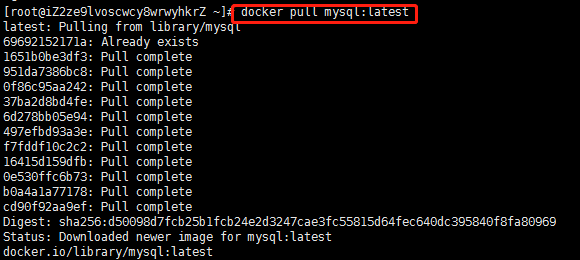 [root@iZ2ze9lvoscwcy8wrwyhkrZ ~]# docker pull mysql:latest
latest: Pulling from library/mysql
69692152171a: Already exists
1651b0be3df3: Pull complete
951da7386bc8: Pull complete
0f86c95aa242: Pull complete
37ba2d8bd4fe: Pull complete
6d278bb05e94: Pull complete
497efbd93a3e: Pull complete
f7fddf10c2c2: Pull complete
16415d159dfb: Pull complete
0e530ffc6b73: Pull complete
b0a4a1a77178: Pull complete
cd90f92aa9ef: Pull complete
Digest: sha256:d50098d7fcb25b1fcb24e2d3247cae3fc55815d64fec640dc395840f8fa80969
Status: Downloaded newer image for mysql:latest
docker.io/library/mysql:latest